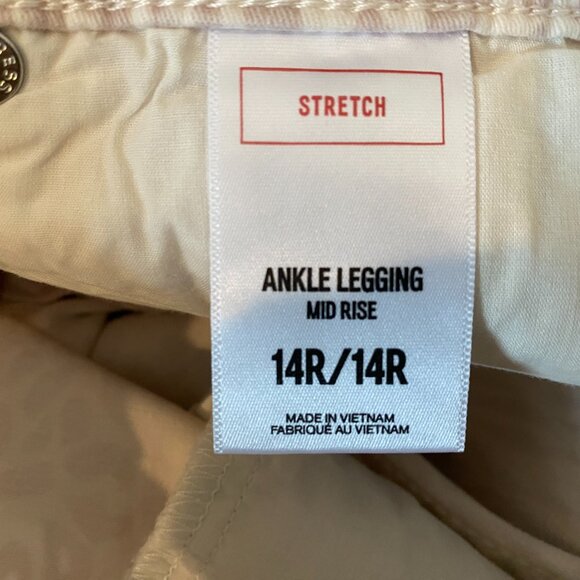 STRETCH
ANKLE LEGGING
MID RISE
14R/14R
MADE IN VIETNAM
FABRIQUÉ AU VIETNAM